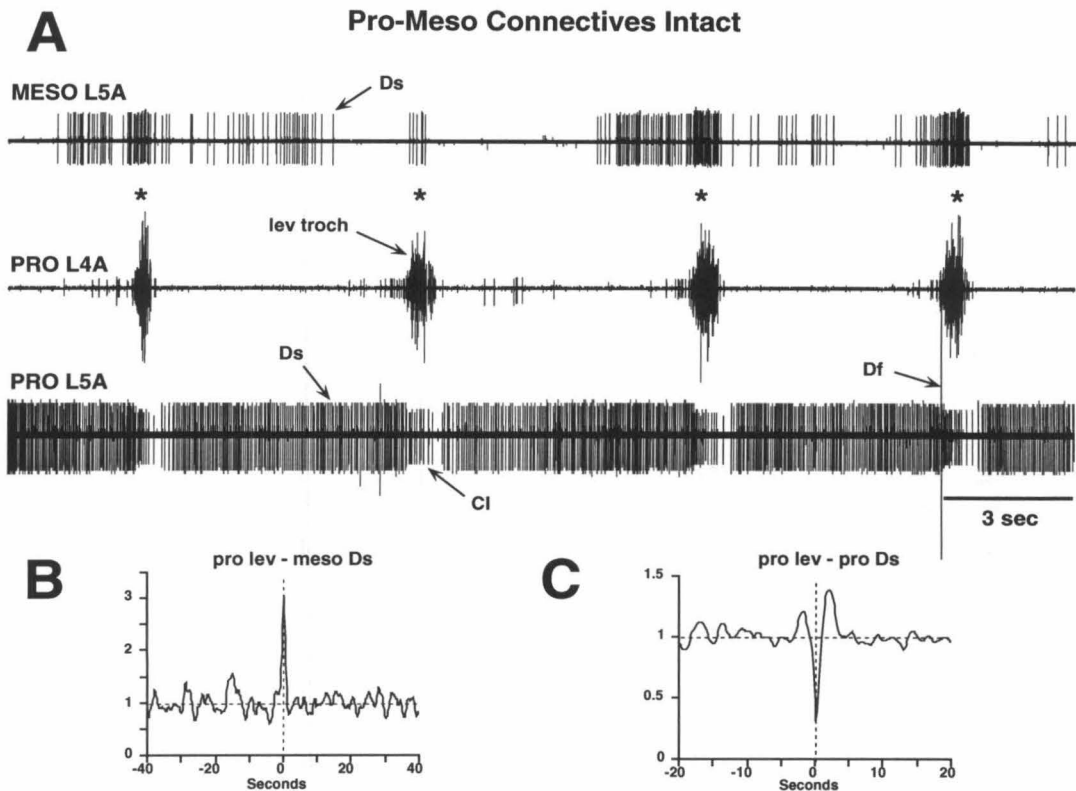 A
Pro-Meso Connectives Intact
MESO L5A
Ds
* * * *
lev troch
PRO L4A
Ds
Df
PRO L5A
Cl
3 sec
B
pro lev - meso Ds
3
2
1
0
-40 -20 0 20 40
Seconds
C
pro lev - pro Ds
1.5
1
0.5
0
-20 -10 0 10 20
Seconds